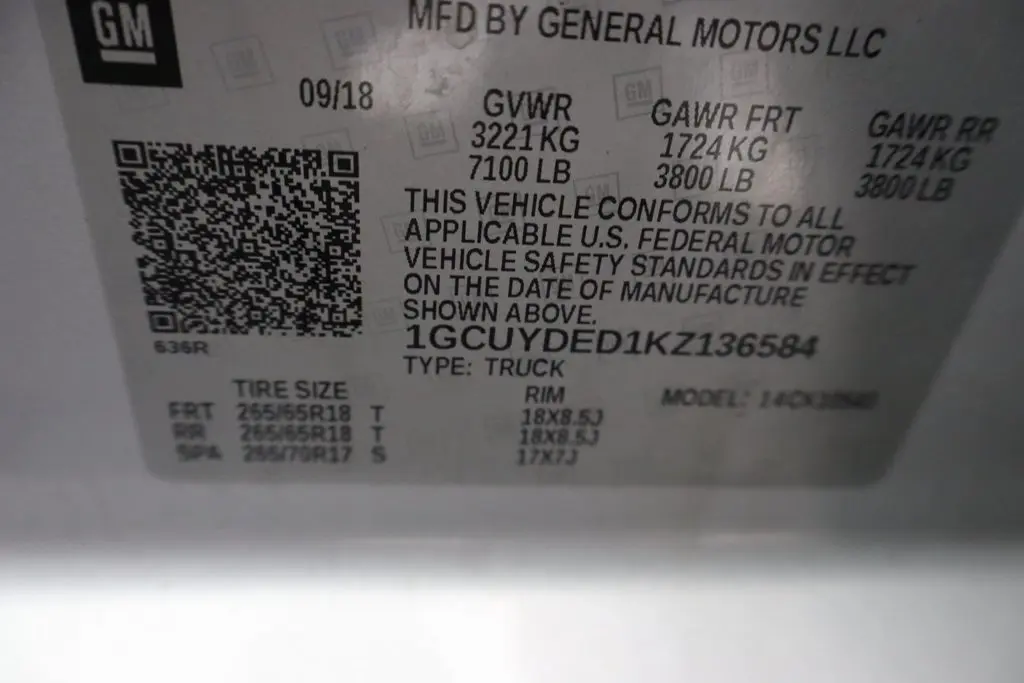 GM
MFD BY GENERAL MOTORS LLC
09/18
GVWR
3221 KG
7100 LB
GAWR FRT
1724 KG
3800 LB
GAWR RR
1724 KG
3800 LB
THIS VEHICLE CONFORMS TO ALL
APPLICABLE U.S. FEDERAL MOTOR
VEHICLE SAFETY STANDARDS IN EFFECT
ON THE DATE OF MANUFACTURE
SHOWN ABOVE.
1GCUYDED1KZ136584
TYPE: TRUCK
636R
TIRE SIZE
RIM
MODEL:
FRT 265/65R18 T 18X8.5J
RR 265/65R18 T 18X8.5J
SPA 255/70R17 S 17X7J